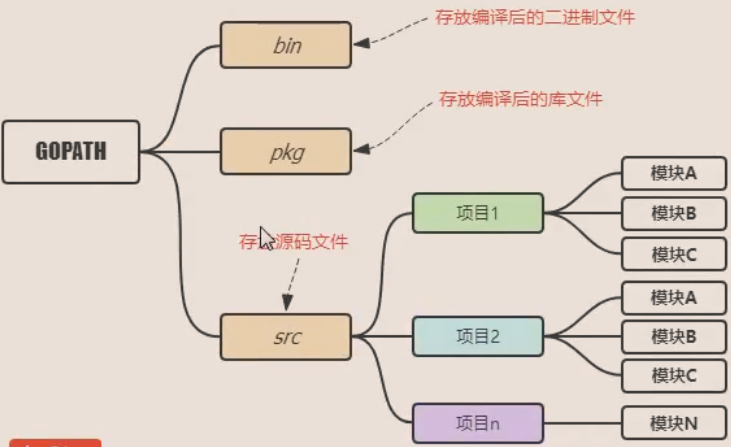 bin
存放编译后的二进制文件
存放编译后的库文件
GOPATH
pkg
模块A
项目1
模块B
源码文件
模块C
模块A
src
项目2
模块B
模块C
项目n
模块N